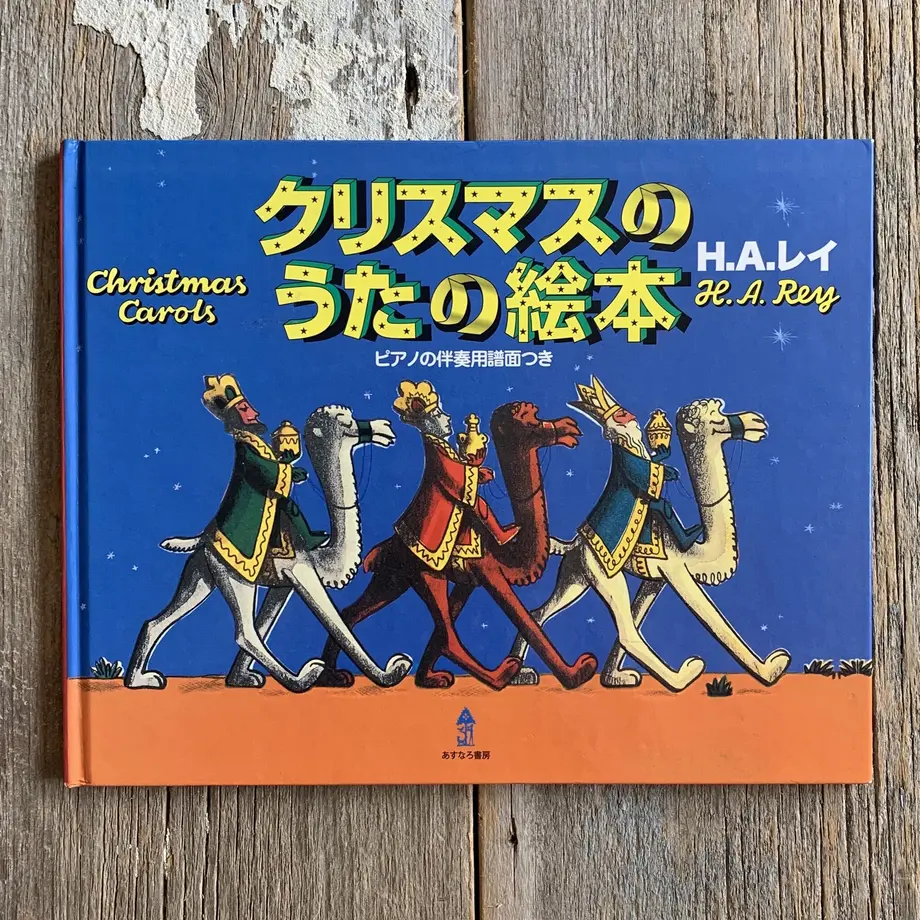 クリスマスの
うたの絵本
Christmas
Carols
H.A.レイ
H. A. Rey
ピアノの伴奏用譜面つき
あすなろ書房